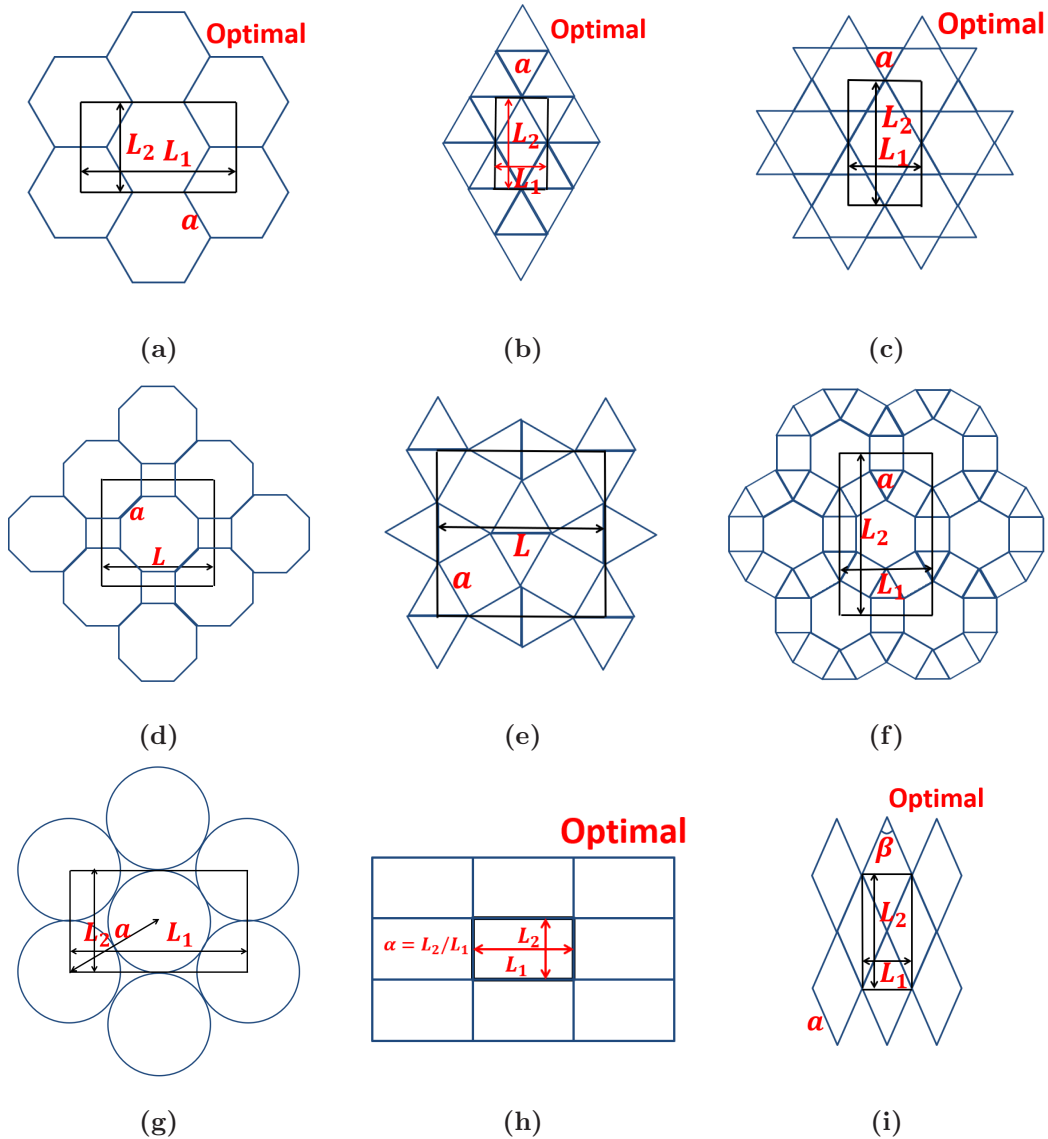 Optimal
L₂ L₁
a
(a)
Optimal
a
L₂
L₁
(b)
Optimal
a
L₂
L₁
(c)
a
L
(d)
L
a
(e)
a
L₂
L₁
(f)
L₂ a L₁
(g)
Optimal
α = L₂/L₁
L₂
L₁
(h)
Optimal
β
L₂
L₁
a
(i)